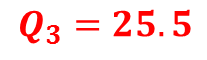 Q₃ = 25.5